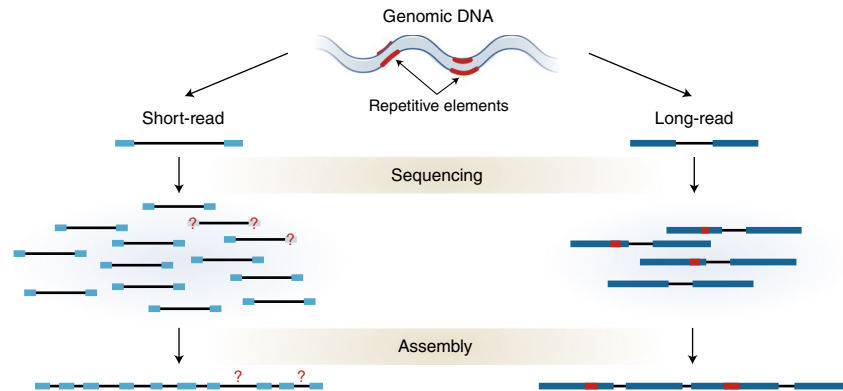 Genomic DNA
Repetitive elements
Short-read
Long-read
Sequencing
? ?
?
Assembly
? ?